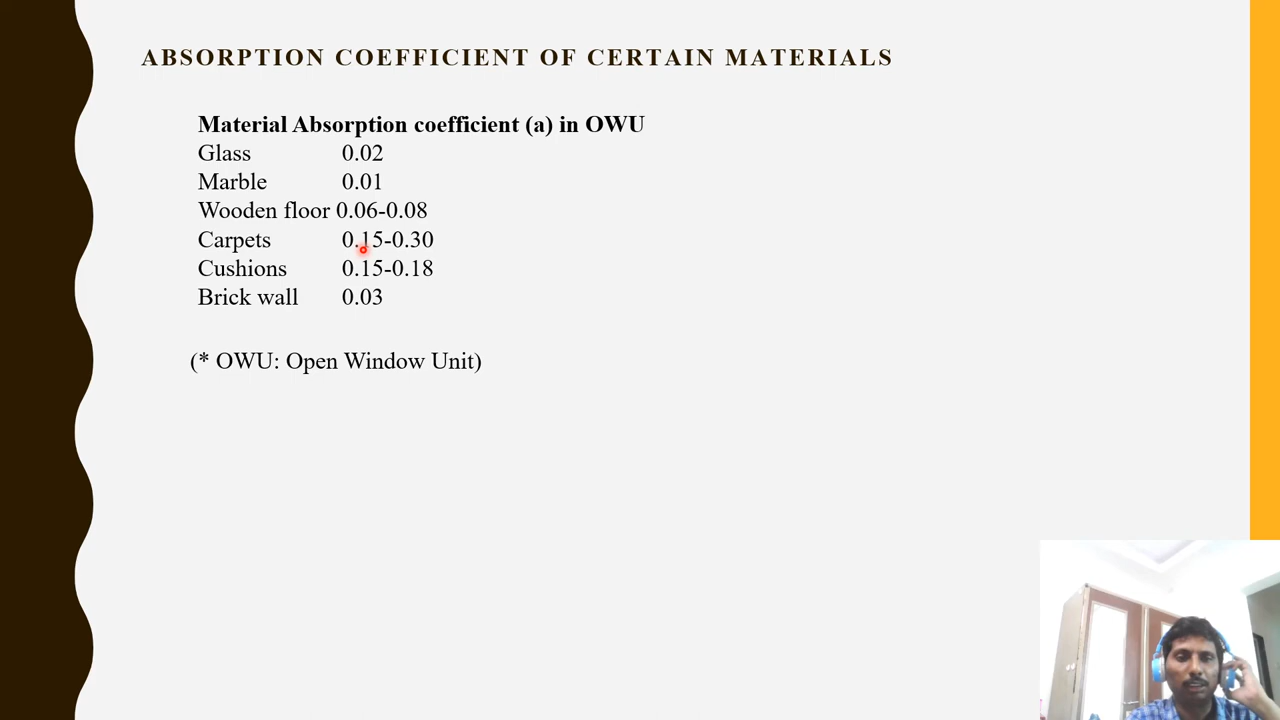 ABSORPTION COEFFICIENT OF CERTAIN MATERIALS
Material Absorption coefficient (a) in OWU
Glass 0.02
Marble 0.01
Wooden floor 0.06-0.08
Carpets 0.15-0.30
Cushions 0.15-0.18
Brick wall 0.03
(* OWU: Open Window Unit)